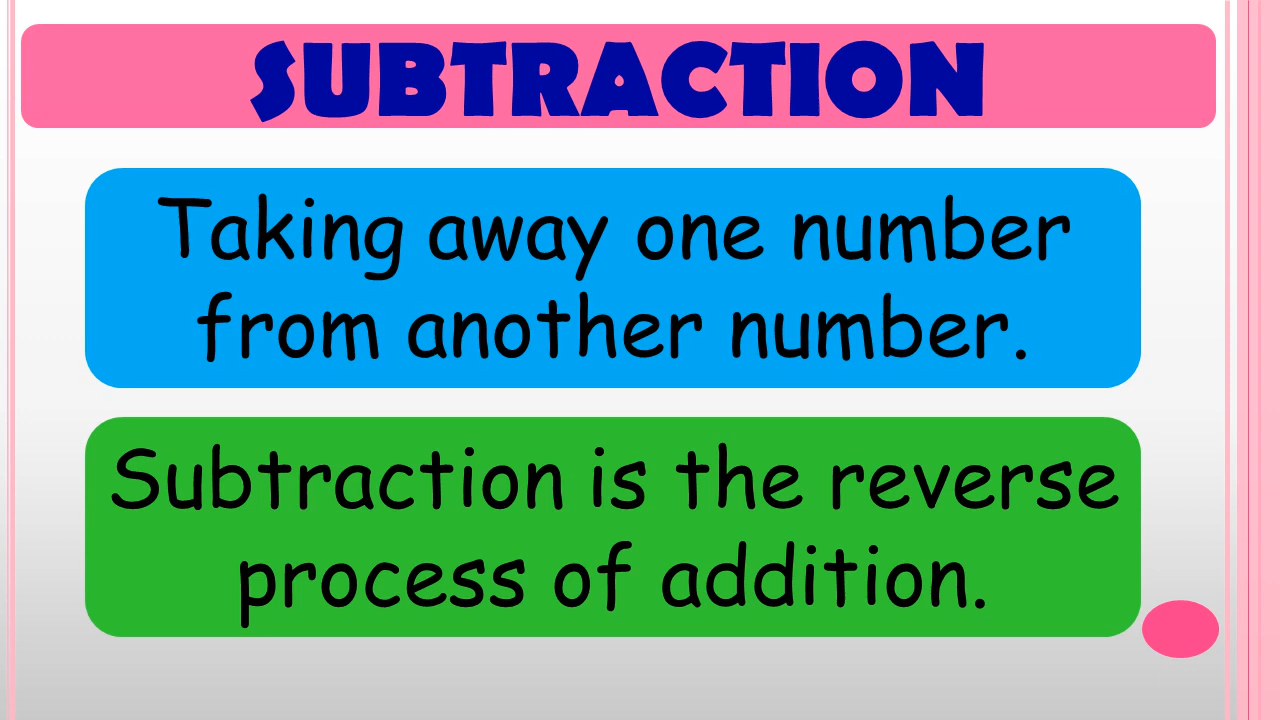 SUBTRACTION
Taking away one number
from another number.
Subtraction is the reverse
process of addition.